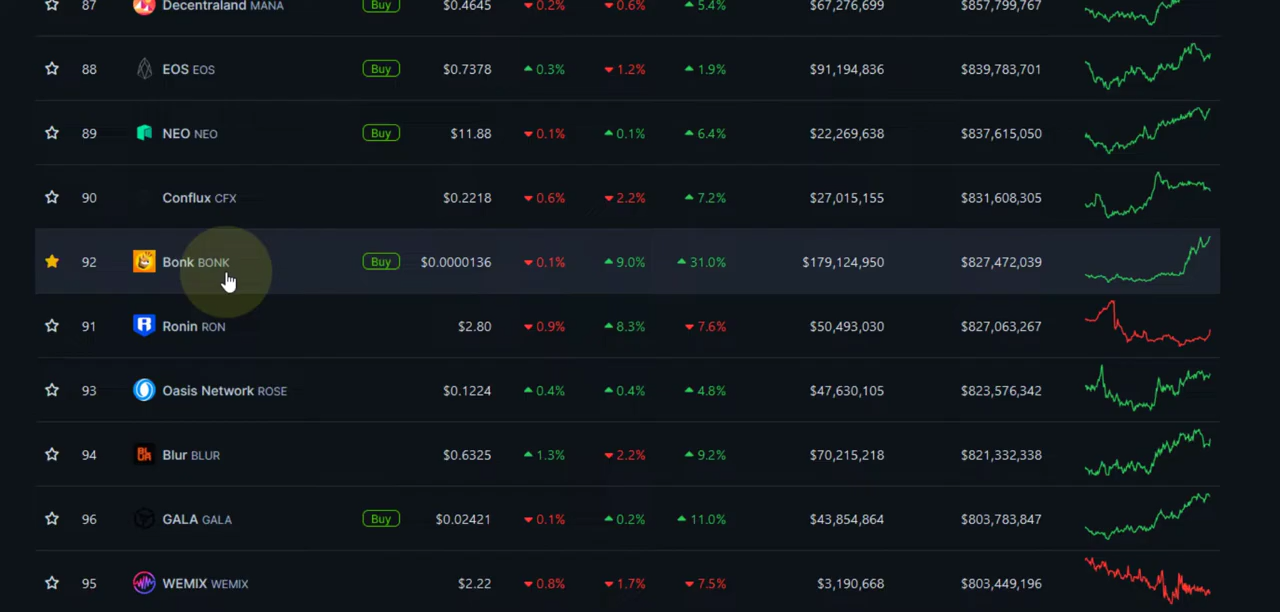 87 Decentraland MANA Buy $0.4645 0.2% 0.6% 5.4% $67,276,699 $857,799,767
88 EOS EOS Buy $0.7378 0.3% 1.2% 1.9% $91,194,836 $839,783,701
89 NEO NEO Buy $11.88 0.1% 0.1% 6.4% $22,269,638 $837,615,050
90 Conflux CFX $0.2218 0.6% 2.2% 7.2% $27,015,155 $831,608,305
92 Bonk BONK Buy $0.0000136 0.1% 9.0% 31.0% $179,124,950 $827,472,039
91 Ronin RON $2.80 0.9% 8.3% 7.6% $50,493,030 $827,063,267
93 Oasis Network ROSE $0.1224 0.4% 0.4% 4.8% $47,630,105 $823,576,342
94 Blur BLUR $0.6325 1.3% 2.2% 9.2% $70,215,218 $821,332,338
96 GALA GALA Buy $0.02421 0.1% 0.2% 11.0% $43,854,864 $803,783,847
95 WEMIX WEMIX $2.22 0.8% 1.7% 7.5% $3,190,668 $803,449,196